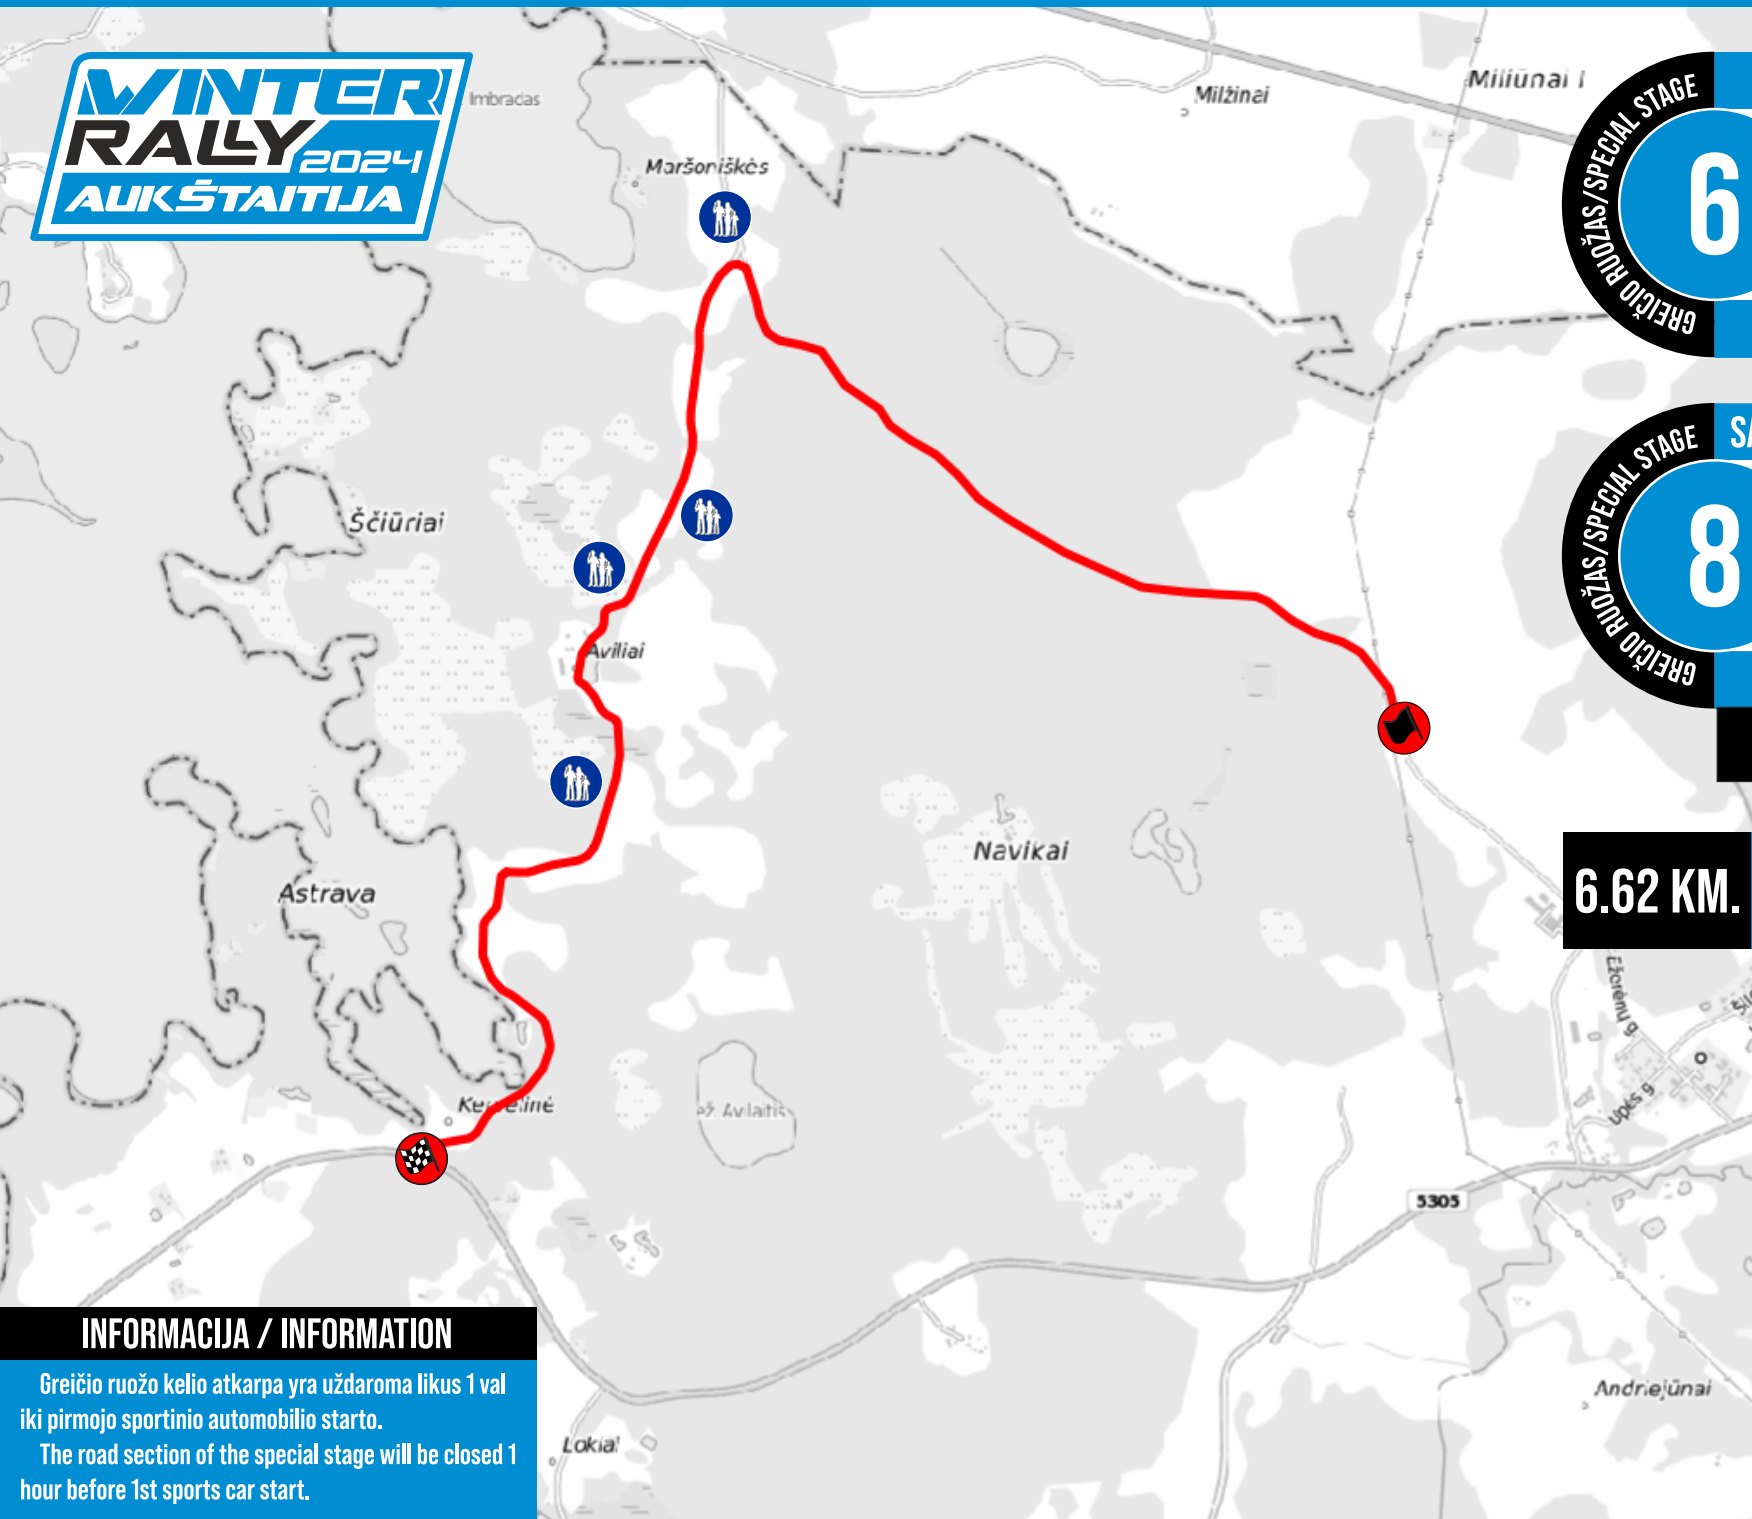 WINTER
RALLY 2024
AUKŠTAITIJA
Imbradas
Maršoniškės
Milžinai
Miliūnai I
GREIČIO RUOŽAS/SPECIAL STAGE
6
GREIČIO RUOŽAS/SPECIAL STAGE
8
6.62 KM.
Ščiūriai
Aviliai
Astrava
Navikai
ež. Avilaitis
Ežerėnų g.
Upės g.
5305
Andriejūnai
Lokiai
INFORMACIJA / INFORMATION
Greičio ruožo kelio atkarpa yra uždaroma likus 1 val
iki pirmojo sportinio automobilio starto.
The road section of the special stage will be closed 1
hour before 1st sports car start.